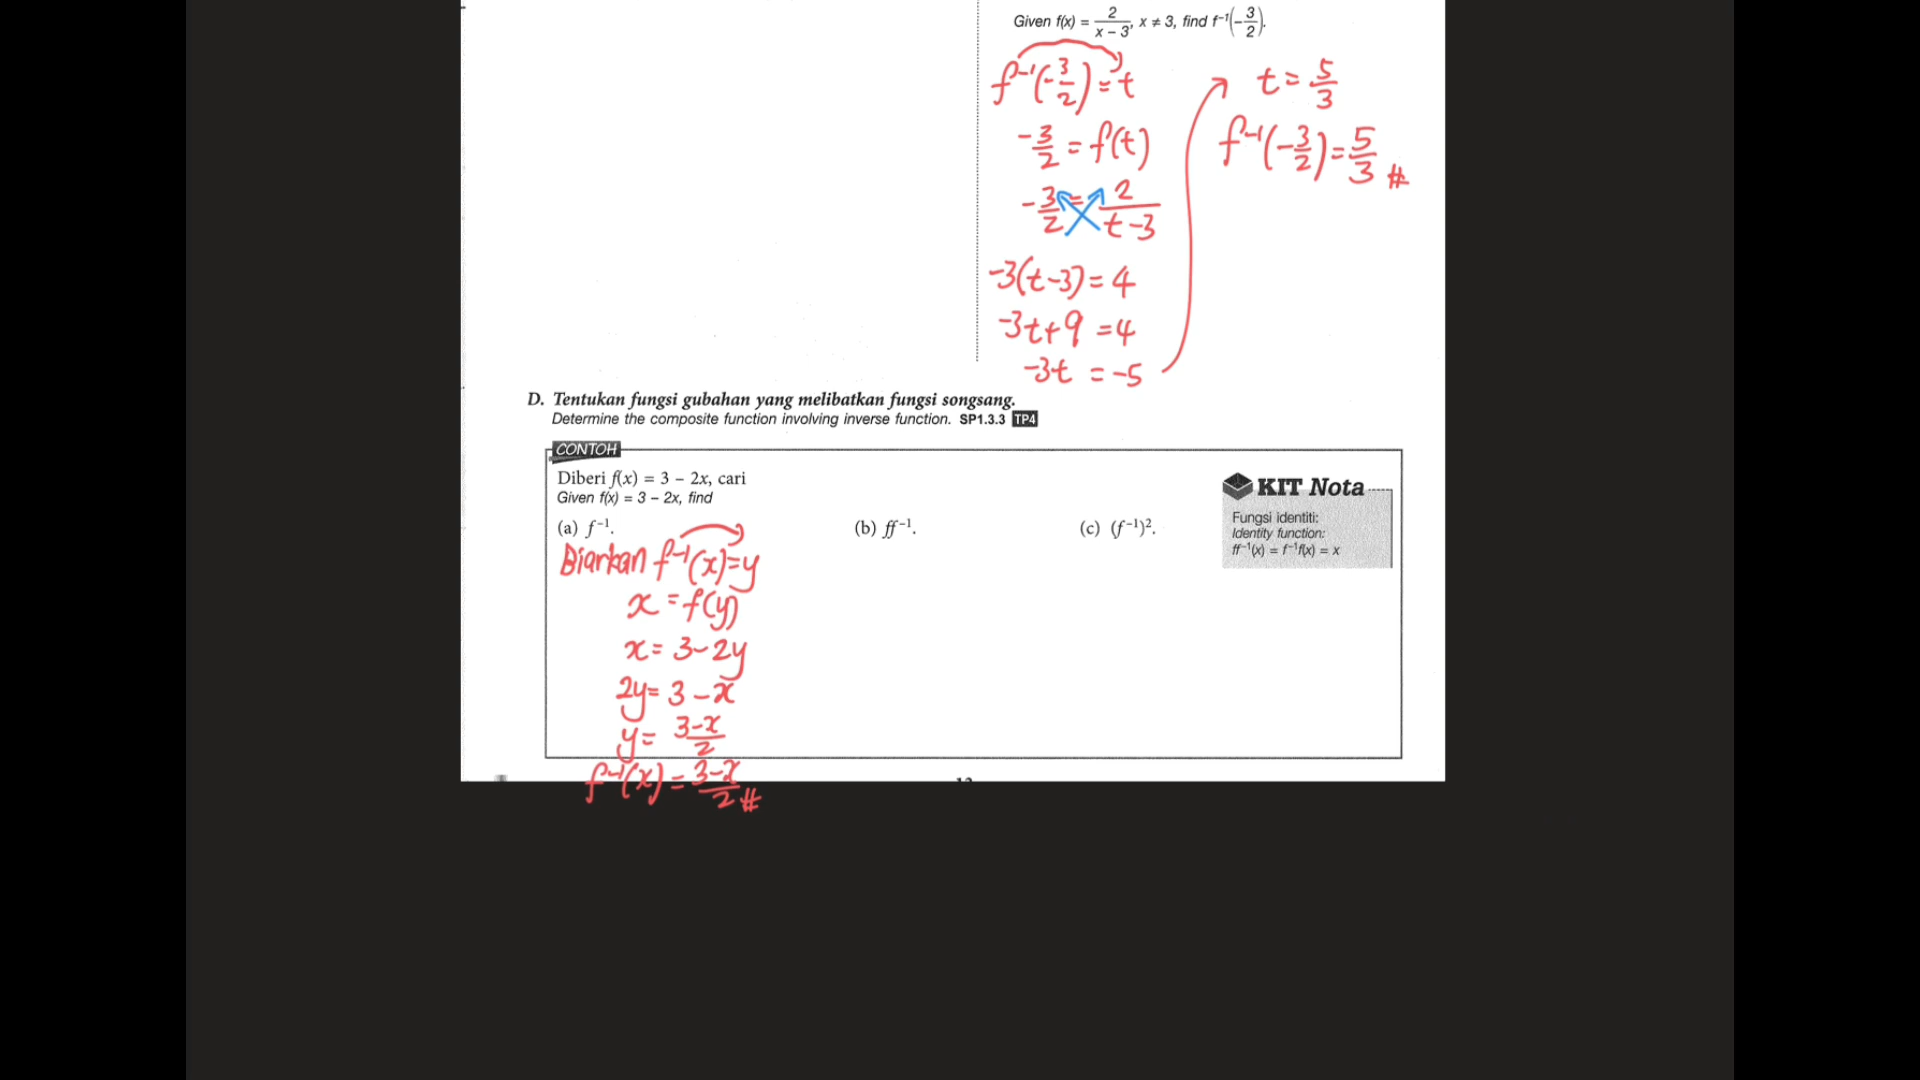 Given f(x) = 2/(x – 3), x ≠ 3, find f⁻¹(–3/2).
f⁻¹(-3/2) = t
-3/2 = f(t)
-3/2 = 2/(t-3)
-3(t-3) = 4
-3t+9 = 4
-3t = -5
t = 5/3
f⁻¹(-3/2) = 5/3 #
D. Tentukan fungsi gubahan yang melibatkan fungsi songsang.
Determine the composite function involving inverse function. SP1.3.3 TP4
CONTOH
Diberi f(x) = 3 – 2x, cari
Given f(x) = 3 – 2x, find
(a) f⁻¹.
Biarkan f⁻¹(x) = y
x = f(y)
x = 3-2y
2y = 3-x
y = (3-x)/2
f⁻¹(x) = (3-x)/2 #
(b) ff⁻¹.
(c) (f⁻¹)².
KIT Nota
Fungsi identiti:
Identity function:
ff⁻¹(x) = f⁻¹f(x) = x